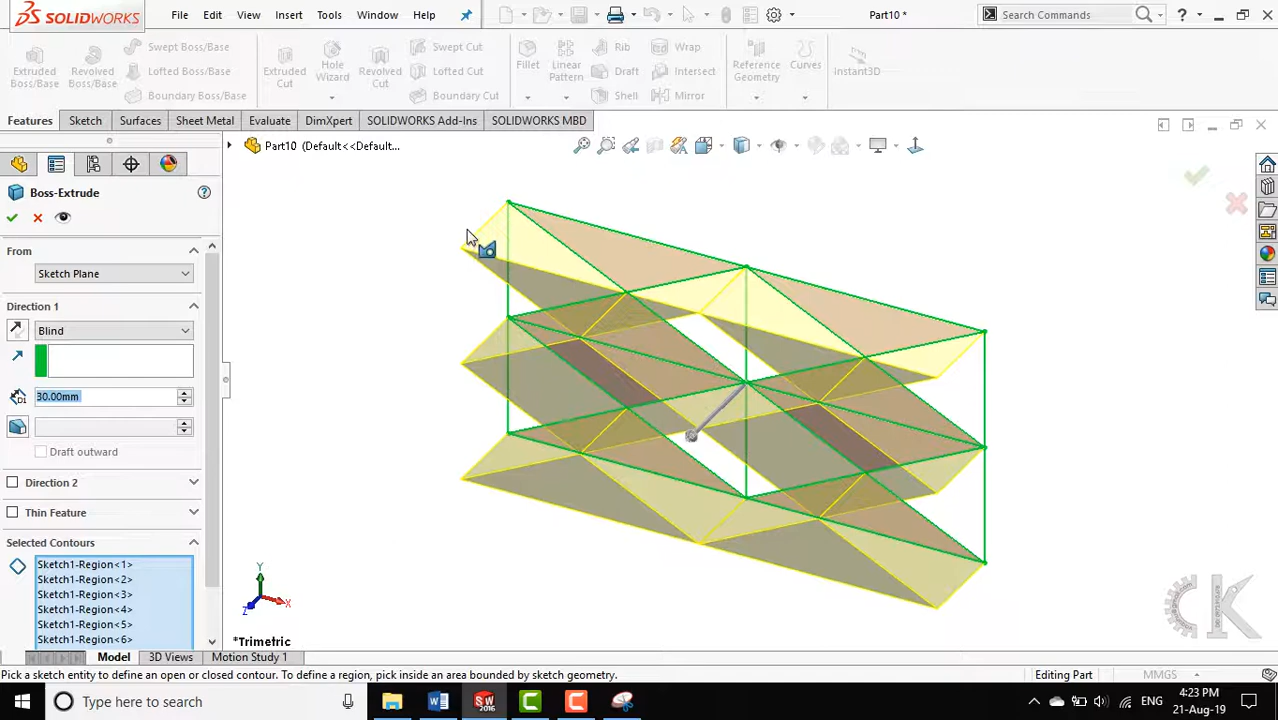 SOLIDWORKS File Edit View Insert Tools Window Help Part10 * Search Commands ?
Extruded Boss/Base
Revolved Boss/Base
Swept Boss/Base
Lofted Boss/Base
Boundary Boss/Base
Extruded Cut
Hole Wizard
Revolved Cut
Swept Cut
Lofted Cut
Boundary Cut
Fillet
Linear Pattern
Rib
Draft
Shell
Wrap
Intersect
Mirror
Reference Geometry
Curves
Instant3D
Features Sketch Surfaces Sheet Metal Evaluate DimXpert SOLIDWORKS Add-Ins SOLIDWORKS MBD
Part10 (Default<<Default...
Boss-Extrude ?
From
Sketch Plane
Direction 1
Blind
30.00mm
Draft outward
Direction 2
Thin Feature
Selected Contours
Sketch1-Region<1>
Sketch1-Region<2>
Sketch1-Region<3>
Sketch1-Region<4>
Sketch1-Region<5>
Sketch1-Region<6>
Y
Z X
*Trimetric
Model 3D Views Motion Study 1
Pick a sketch entity to define an open or closed contour. To define a region, pick inside an area bounded by sketch geometry. Editing Part MMGS
Type here to search
SW
2016
ENG
4:23 PM
21-Aug-19